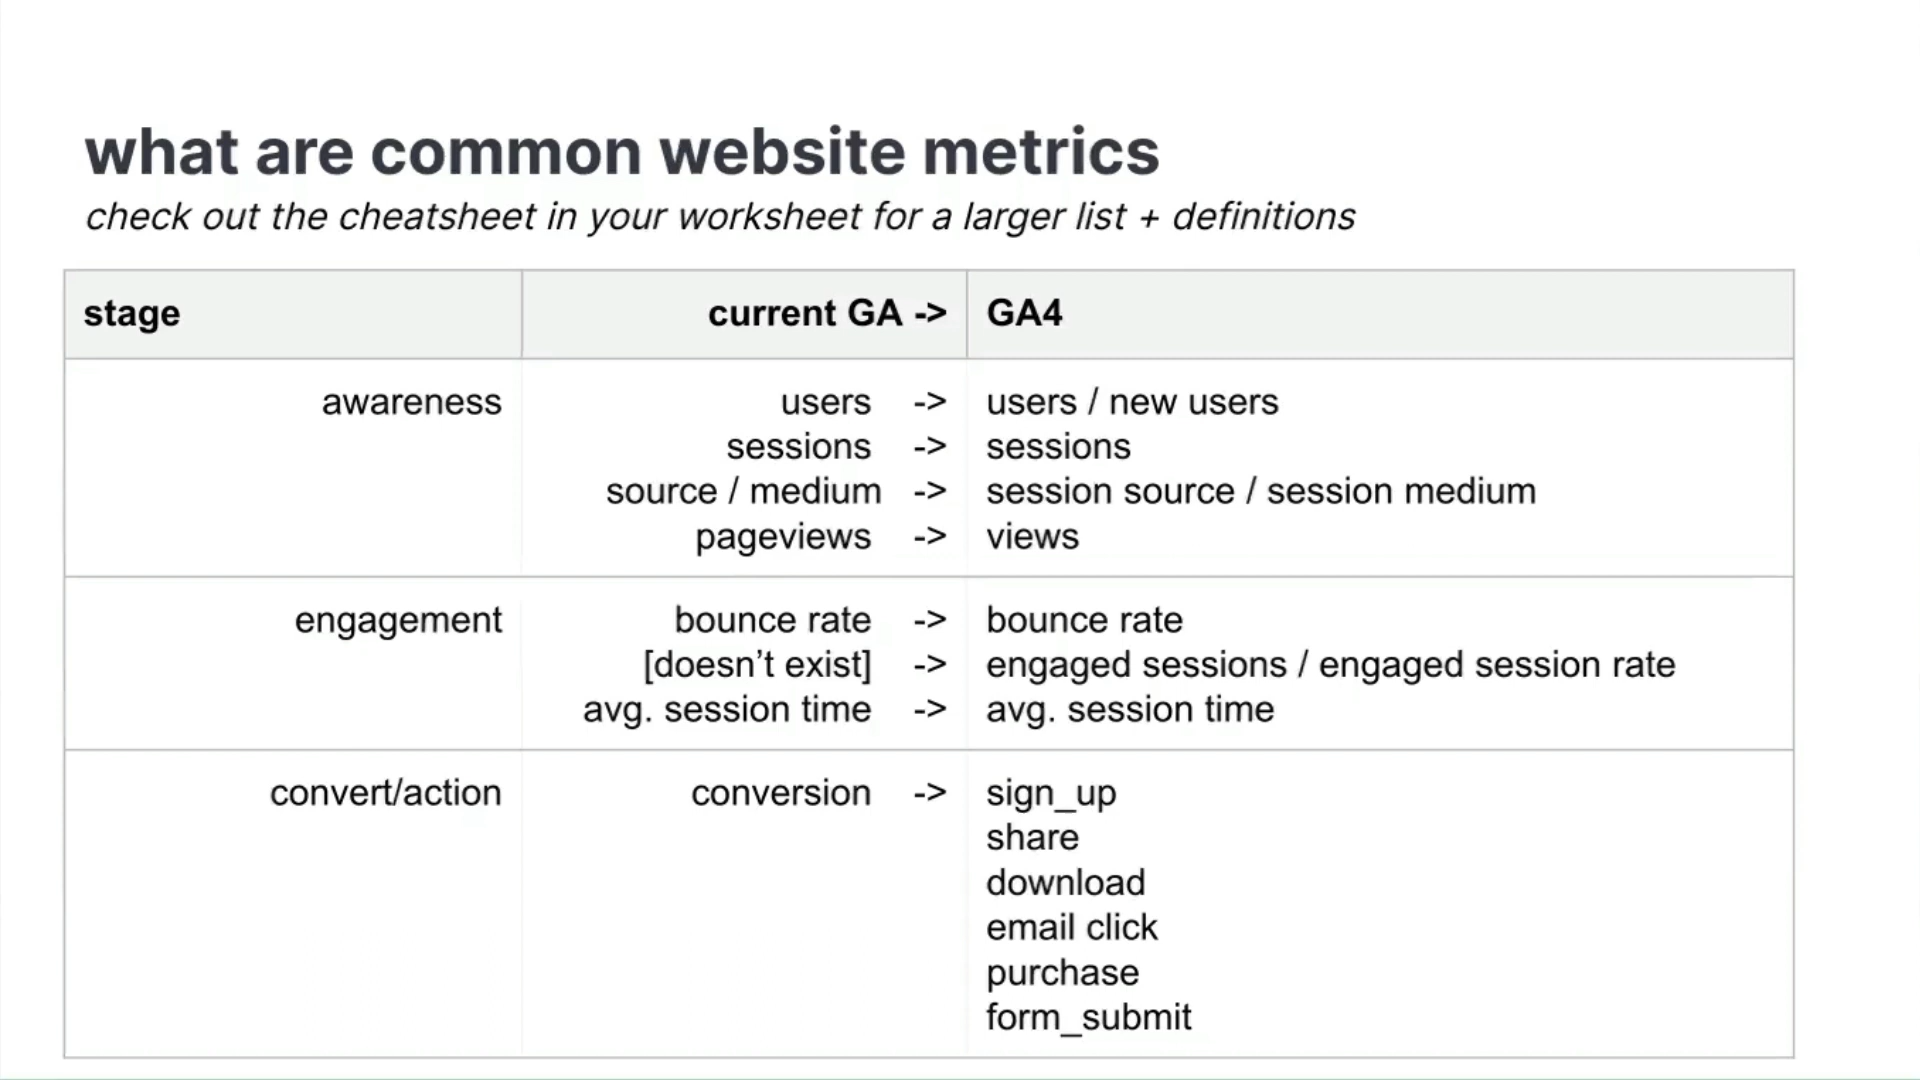 what are common website metrics
check out the cheatsheet in your worksheet for a larger list + definitions
stage current GA -> GA4
awareness users -> users / new users
sessions -> sessions
source / medium -> session source / session medium
pageviews -> views
engagement bounce rate -> bounce rate
[doesn’t exist] -> engaged sessions / engaged session rate
avg. session time -> avg. session time
convert/action conversion -> sign_up
share
download
email click
purchase
form_submit